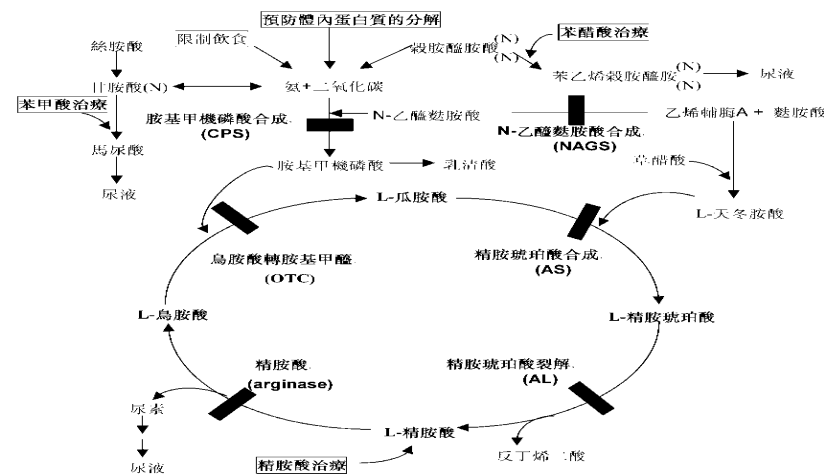 預防體內蛋白質的分解
絲胺酸
限制飲食
穀胺醯胺酸 (N) (N)
苯醋酸治療
甘胺酸(N)
氨+二氧化碳
苯乙烯穀胺醯胺 (N) (N)
尿液
苯甲酸治療
胺基甲機磷酸合成.
(CPS)
N-乙醯麩胺酸
乙烯輔脢A + 麩胺酸
N-乙醯麩胺酸合成.
(NAGS)
馬尿酸
胺基甲機磷酸
乳清酸
草醋酸
尿液
L-瓜胺酸
L-天冬胺酸
鳥胺酸轉胺基甲醯.
(OTC)
精胺琥珀酸合成.
(AS)
L-鳥胺酸
L-精胺琥珀酸
精胺酸.
(arginase)
精胺琥珀酸裂解.
(AL)
尿素
L-精胺酸
反丁烯二酸
尿液
精胺酸治療